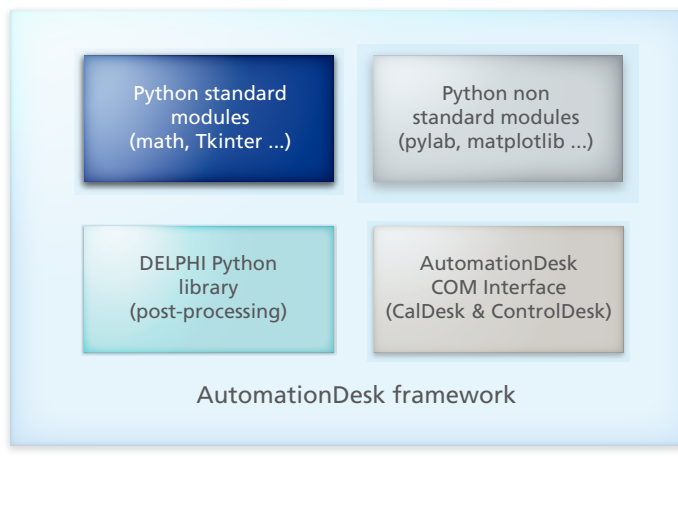 Python standard
modules
(math, Tkinter ...)
Python non
standard modules
(pylab, matplotlib ...)
DELPHI Python
library
(post-processing)
AutomationDesk
COM Interface
(CalDesk & ControlDesk)
AutomationDesk framework